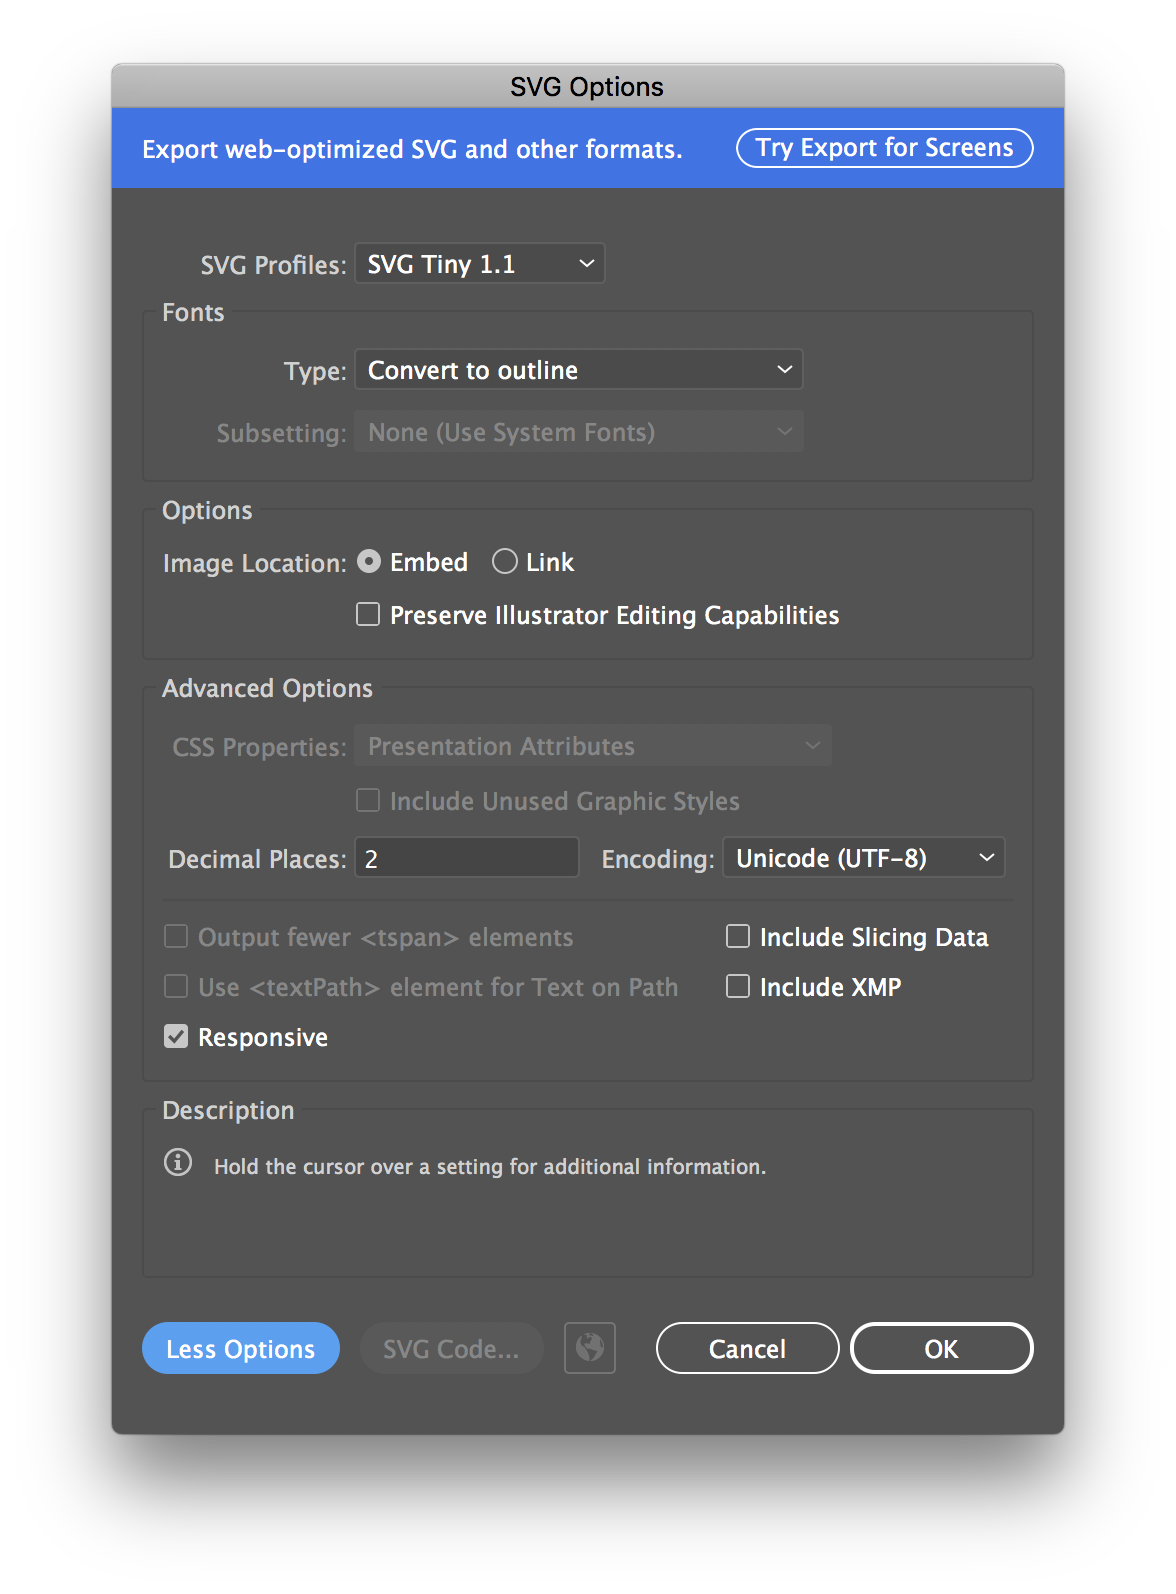 SVG Options
Export web-optimized SVG and other formats. Try Export for Screens
SVG Profiles: SVG Tiny 1.1
Fonts
Type: Convert to outline
Subsetting: None (Use System Fonts)
Options
Image Location: Embed Link
Preserve Illustrator Editing Capabilities
Advanced Options
CSS Properties: Presentation Attributes
Include Unused Graphic Styles
Decimal Places: 2 Encoding: Unicode (UTF-8)
Output fewer <tspan> elements Include Slicing Data
Use <textPath> element for Text on Path Include XMP
Responsive
Description
Hold the cursor over a setting for additional information.
Less Options SVG Code... Cancel OK